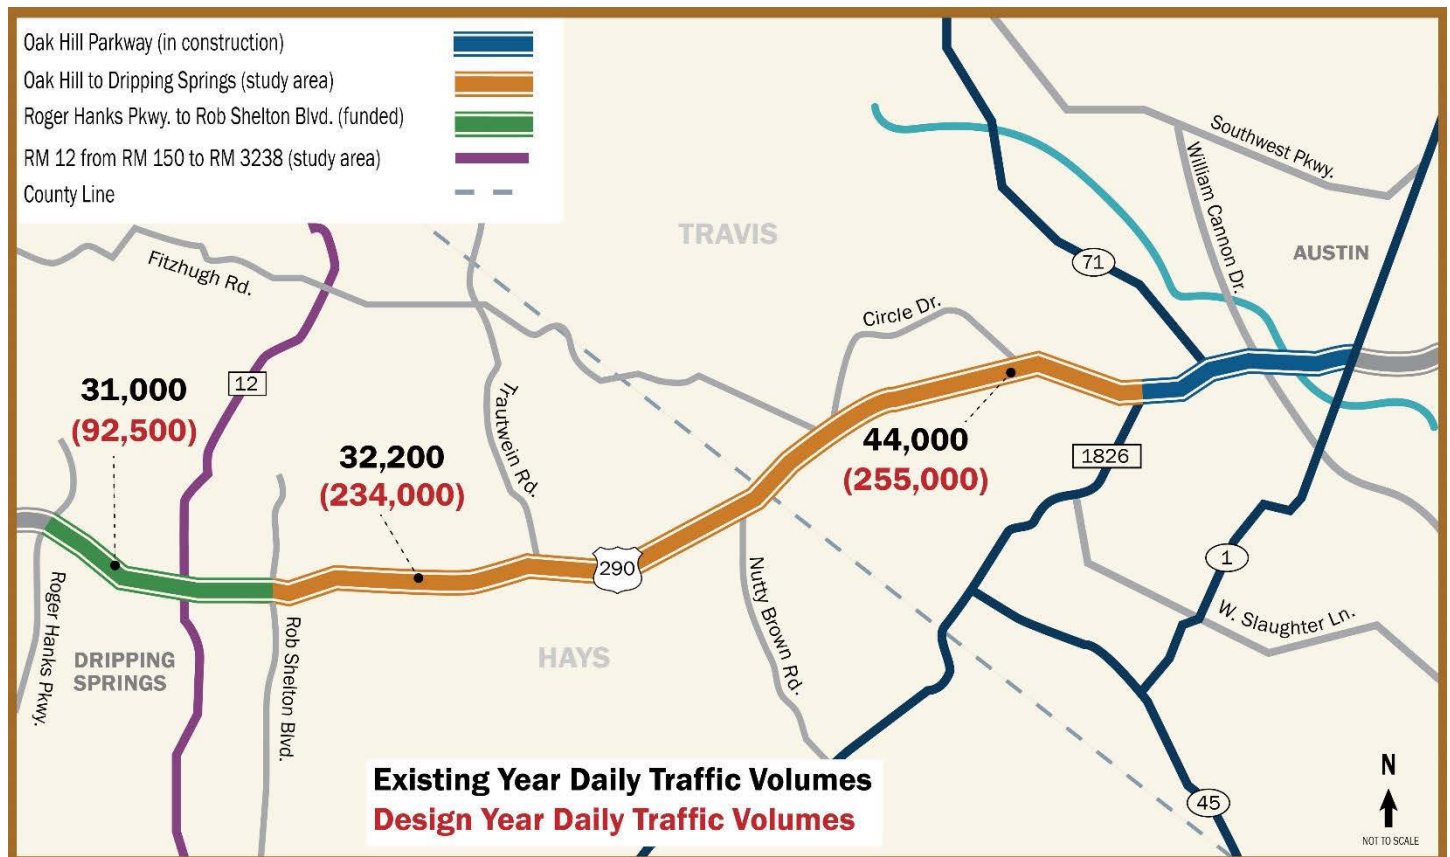 Oak Hill Parkway (in construction)
Oak Hill to Dripping Springs (study area)
Roger Hanks Pkwy. to Rob Shelton Blvd. (funded)
RM 12 from RM 150 to RM 3238 (study area)
County Line
Southwest Pkwy.
William Cannon Dr.
TRAVIS
AUSTIN
71
Fitzhugh Rd.
Circle Dr.
12
31,000
(92,500)
Trautwein Rd.
32,200
(234,000)
44,000
(255,000)
1826
290
1
Roger Hanks Pkwy.
Rob Shelton Blvd.
Nutty Brown Rd.
W. Slaughter Ln.
DRIPPING
SPRINGS
HAYS
45
Existing Year Daily Traffic Volumes
Design Year Daily Traffic Volumes
N
NOT TO SCALE